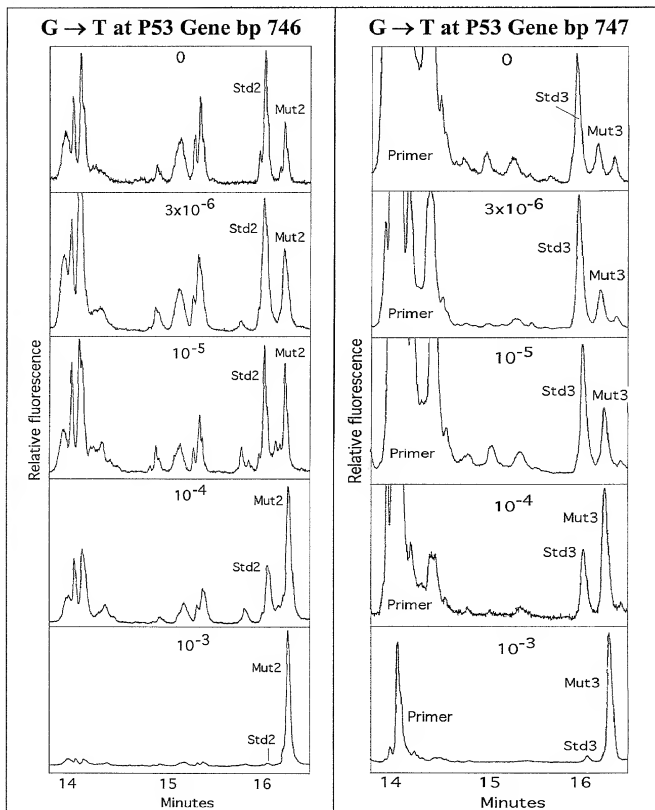 G → T at P53 Gene bp 746
0
Std2
Mut2
3x10⁻⁶
Std2
Mut2
10⁻⁵
Std2
Mut2
10⁻⁴
Mut2
Std2
10⁻³
Mut2
Std2
Relative fluorescence
14 15 16
Minutes
G → T at P53 Gene bp 747
0
Std3
Mut3
Primer
3x10⁻⁶
Std3
Mut3
Primer
10⁻⁵
Std3
Mut3
Primer
10⁻⁴
Mut3
Std3
Primer
10⁻³
Mut3
Primer
Std3
Relative fluorescence
14 15 16
Minutes